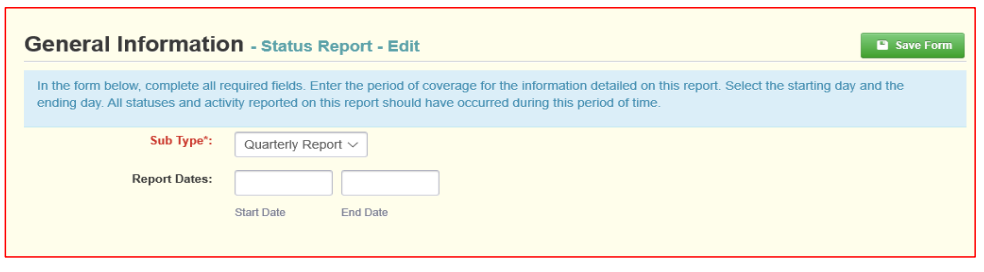 General Information - Status Report - Edit
Save Form
In the form below, complete all required fields. Enter the period of coverage for the information detailed on this report. Select the starting day and the
ending day. All statuses and activity reported on this report should have occurred during this period of time.
Sub Type*: Quarterly Report
Report Dates:
Start Date End Date